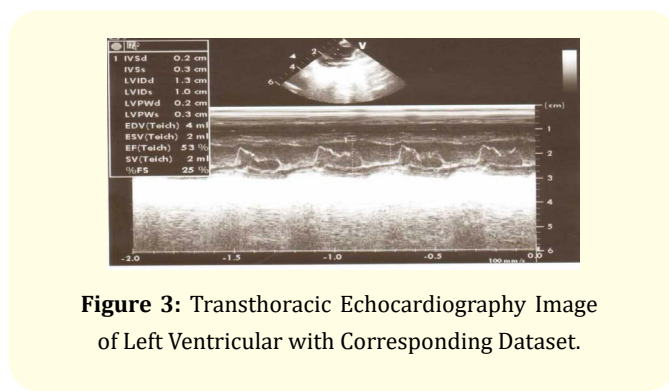 1 IVSd 0.2 cm
IVSs 0.3 cm
LVIDd 1.3 cm
LVIDs 1.0 cm
LVPWd 0.2 cm
LVPWs 0.3 cm
EDV(Teich) 4 ml
ESV(Teich) 2 ml
EF(Teich) 53 %
SV(Teich) 2 ml
%FS 25 %
V
2
4
6
(cm)
1
2
3
4
5
6
-2.0 -1.5 -1.0 -0.5 0.0
100 mm/s
Figure 3: Transthoracic Echocardiography Image
of Left Ventricular with Corresponding Dataset.